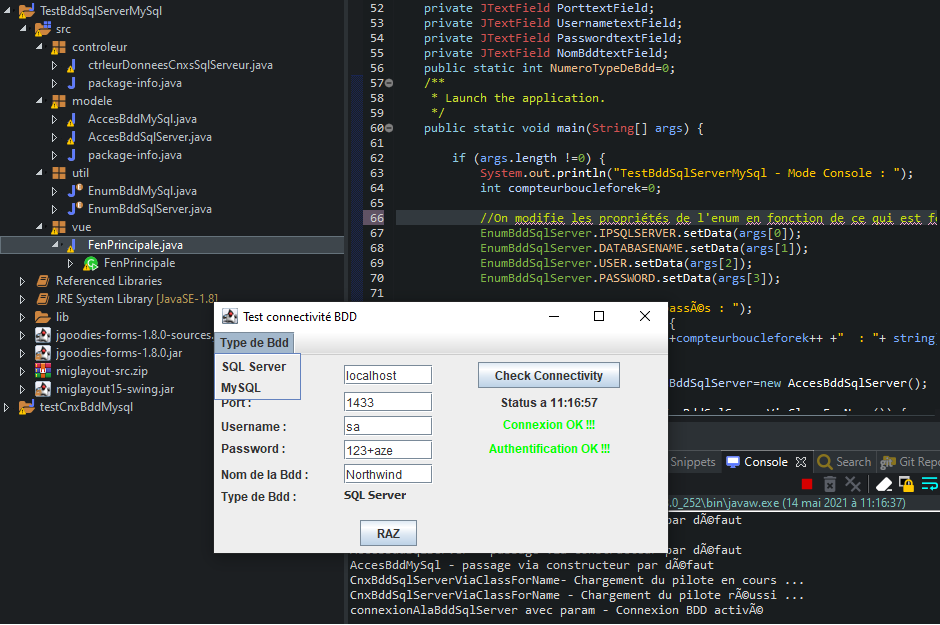 TestBddSqlServerMySql
src
controleur
ctrleurDonneesCnxsSqlServeur.java
package-info.java
modele
AccesBddMySql.java
AccesBddSqlServer.java
package-info.java
util
EnumBddMySql.java
EnumBddSqlServer.java
vue
FenPrincipale.java
FenPrincipale
Referenced Libraries
JRE System Library [JavaSE-1.8]
lib
jgoodies-forms-1.8.0-sources.
jgoodies-forms-1.8.0.jar
miglayout-src.zip
miglayout15-swing.jar
testCnxBddMysql
52 private JTextField PorttextField;
53 private JTextField UsernametextField;
54 private JTextField PasswordtextField;
55 private JTextField NomBddtextField;
56 public static int NumeroTypeDeBdd=0;
57 /**
58 * Launch the application.
59 */
60 public static void main(String[] args) {
61
62 if (args.length !=0) {
63 System.out.println("TestBddSqlServerMySql - Mode Console : ");
64 int compteurboucleforek=0;
65
66 //On modifie les propriétés de l'enum en fonction de ce qui est fo
67 EnumBddSqlServer.IPSQLSERVER.setData(args[0]);
68 EnumBddSqlServer.DATABASENAME.setData(args[1]);
69 EnumBddSqlServer.USER.setData(args[2]);
70 EnumBddSqlServer.PASSWORD.setData(args[3]);
71
assÃ©s : ");
{
+compteurboucleforek++ +" : "+ string
BddSqlServer=new AccesBddSqlServer();
Test connectivité BDD
Type de Bdd
SQL Server
MySQL
localhost
Check Connectivity
Port :
1433
Status a 11:16:57
Username :
sa
Connexion OK !!!
Password :
123+aze
Authentification OK !!!
Nom de la Bdd :
Northwind
Type de Bdd :
SQL Server
RAZ
Snippets
Console
Search
Git Repo
.0_252\bin\javaw.exe (14 mai 2021 à 11:16:37)
par dÃ©faut
passage via constructeur par dÃ©faut
AccesBddMySql - passage via constructeur par dÃ©faut
CnxBddSqlServerViaClassForName- Chargement du pilote en cours ...
CnxBddSqlServerViaClassForName - Chargement du pilote rÃ©ussi ...
connexionAlaBddSqlServer avec param - Connexion BDD activÃ©